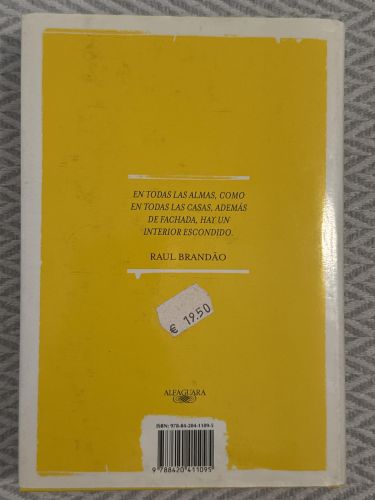 EN TODAS LAS ALMAS, COMO
EN TODAS LAS CASAS, ADEMÁS
DE FACHADA, HAY UN
INTERIOR ESCONDIDO.
RAUL BRANDÃO
€ 19.50
ALFAGUARA
ISBN: 978-84-204-1109-5
9 788420 411095